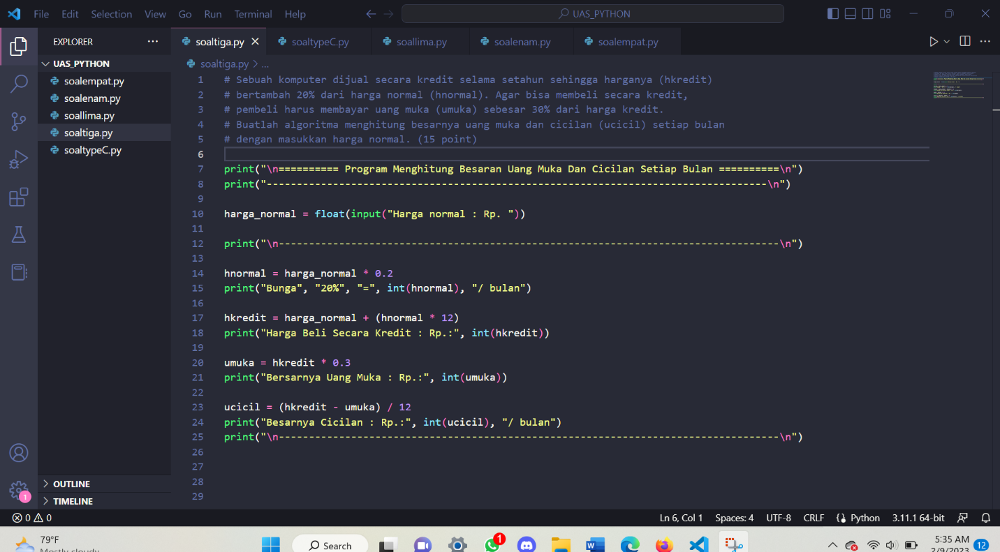 File Edit Selection View Go Run Terminal Help
UAS_PYTHON
EXPLORER
UAS_PYTHON
soalempat.py
soalenam.py
soallima.py
soaltiga.py
soaltypeC.py
OUTLINE
TIMELINE
soaltiga.py soaltypeC.py soallima.py soalenam.py soalempat.py
soaltiga.py > ...
1 # Sebuah komputer dijual secara kredit selama setahun sehingga harganya (hkredit)
2 # bertambah 20% dari harga normal (hnormal). Agar bisa membeli secara kredit,
3 # pembeli harus membayar uang muka (umuka) sebesar 30% dari harga kredit.
4 # Buatlah algoritma menghitung besarnya uang muka dan cicilan (ucicil) setiap bulan
5 # dengan masukkan harga normal. (15 point)
6
7 print("\n========== Program Menghitung Besaran Uang Muka Dan Cicilan Setiap Bulan ==========\n")
8 print("-----------------------------------------------------------------------------------\n")
9
10 harga_normal = float(input("Harga normal : Rp. "))
11
12 print("\n-----------------------------------------------------------------------------------\n")
13
14 hnormal = harga_normal * 0.2
15 print("Bunga", "20%", "=", int(hnormal), "/ bulan")
16
17 hkredit = harga_normal + (hnormal * 12)
18 print("Harga Beli Secara Kredit : Rp.:", int(hkredit))
19
20 umuka = hkredit * 0.3
21 print("Bersarnya Uang Muka : Rp.:", int(umuka))
22
23 ucicil = (hkredit - umuka) / 12
24 print("Besarnya Cicilan : Rp.:", int(ucicil), "/ bulan")
25 print("\n-----------------------------------------------------------------------------------\n")
26
27
28
29
1
0 0
Ln 6, Col 1 Spaces: 4 UTF-8 CRLF Python 3.11.1 64-bit
79°F
Mostly cloudy
Search
1
5:35 AM
2/9/2023
12